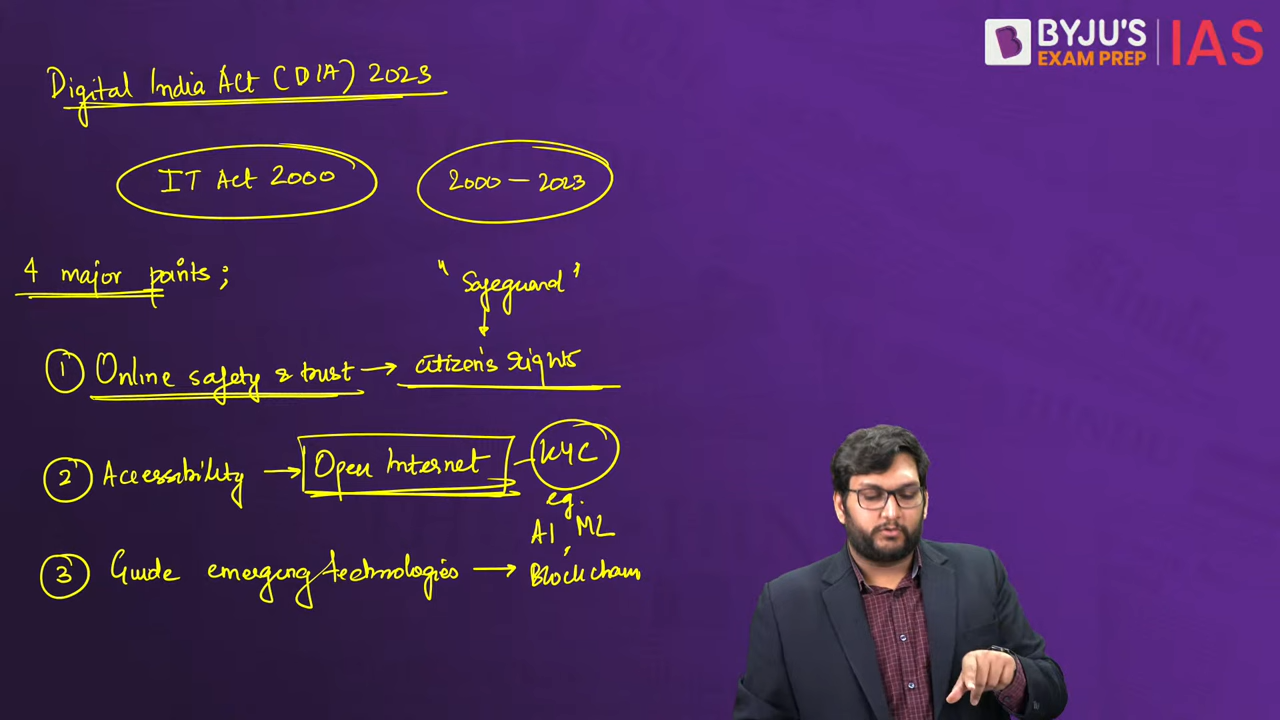 BYJU'S
EXAM PREP
IAS
Digital India Act (DIA) 2023
IT Act 2000
2000 – 2023
4 major points;
"Safeguard"
① Online safety & trust → citizen's rights
② Accessibility → Open Internet – KYC
eg.
AI, ML
③ Guide emerging technologies → Blockchain